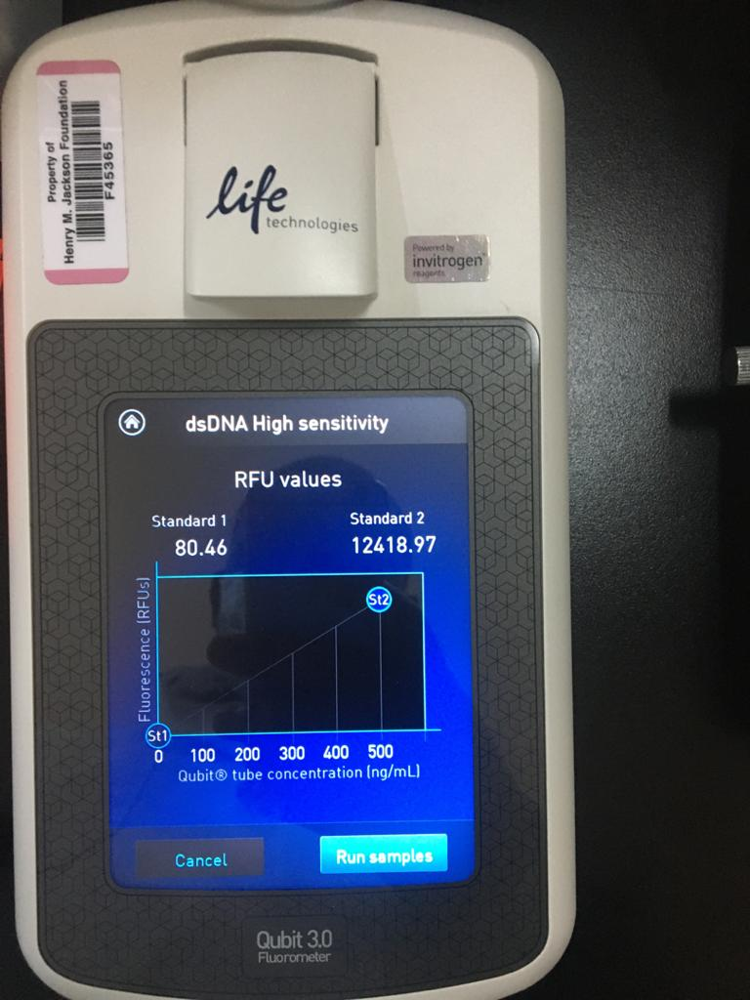 Property of
Henry M. Jackson Foundation
F45365
life
technologies
Powered by
invitrogen
reagents
dsDNA High sensitivity
RFU values
Standard 1
80.46
Standard 2
12418.97
Fluorescence (RFUs)
St2
St1
0 100 200 300 400 500
Qubit® tube concentration (ng/mL)
Cancel
Run samples
Qubit 3.0
Fluorometer